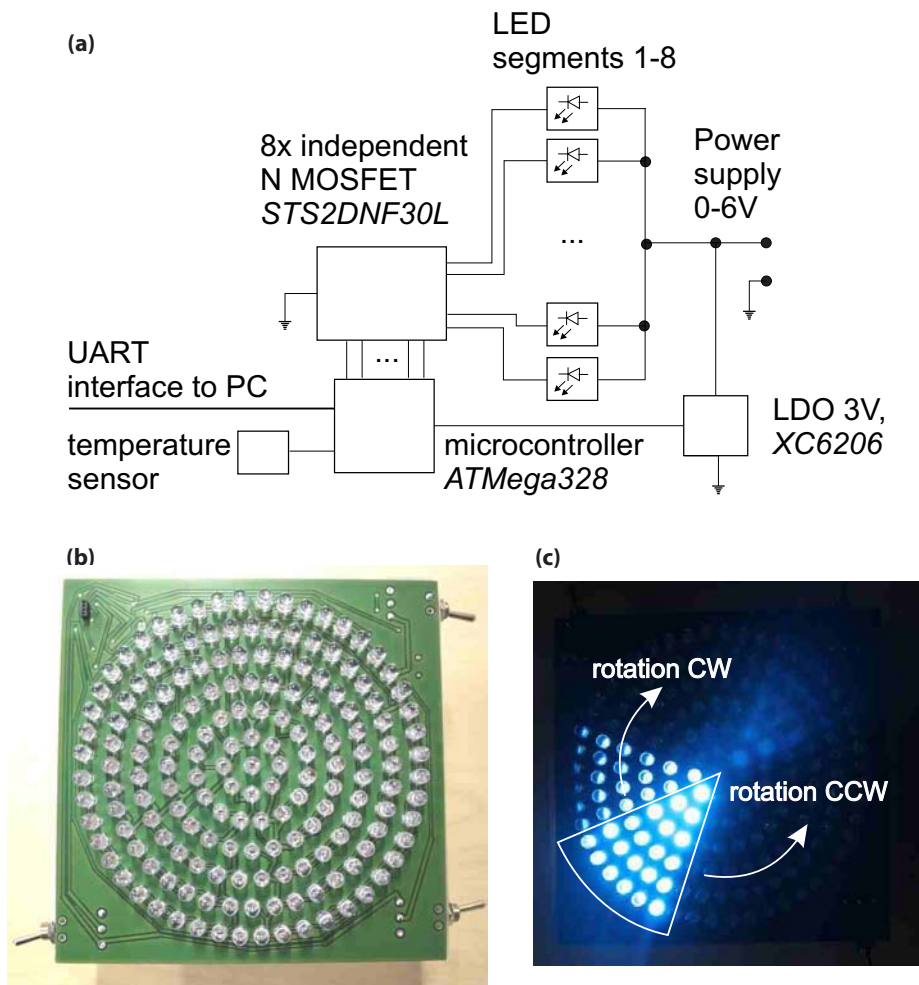 (a)
LED
segments 1-8
8x independent
N MOSFET
STS2DNF30L
Power
supply
0-6V
...
...
UART
interface to PC
temperature
sensor
microcontroller
ATMega328
LDO 3V,
XC6206
(b)
(c)
rotation CW
rotation CCW